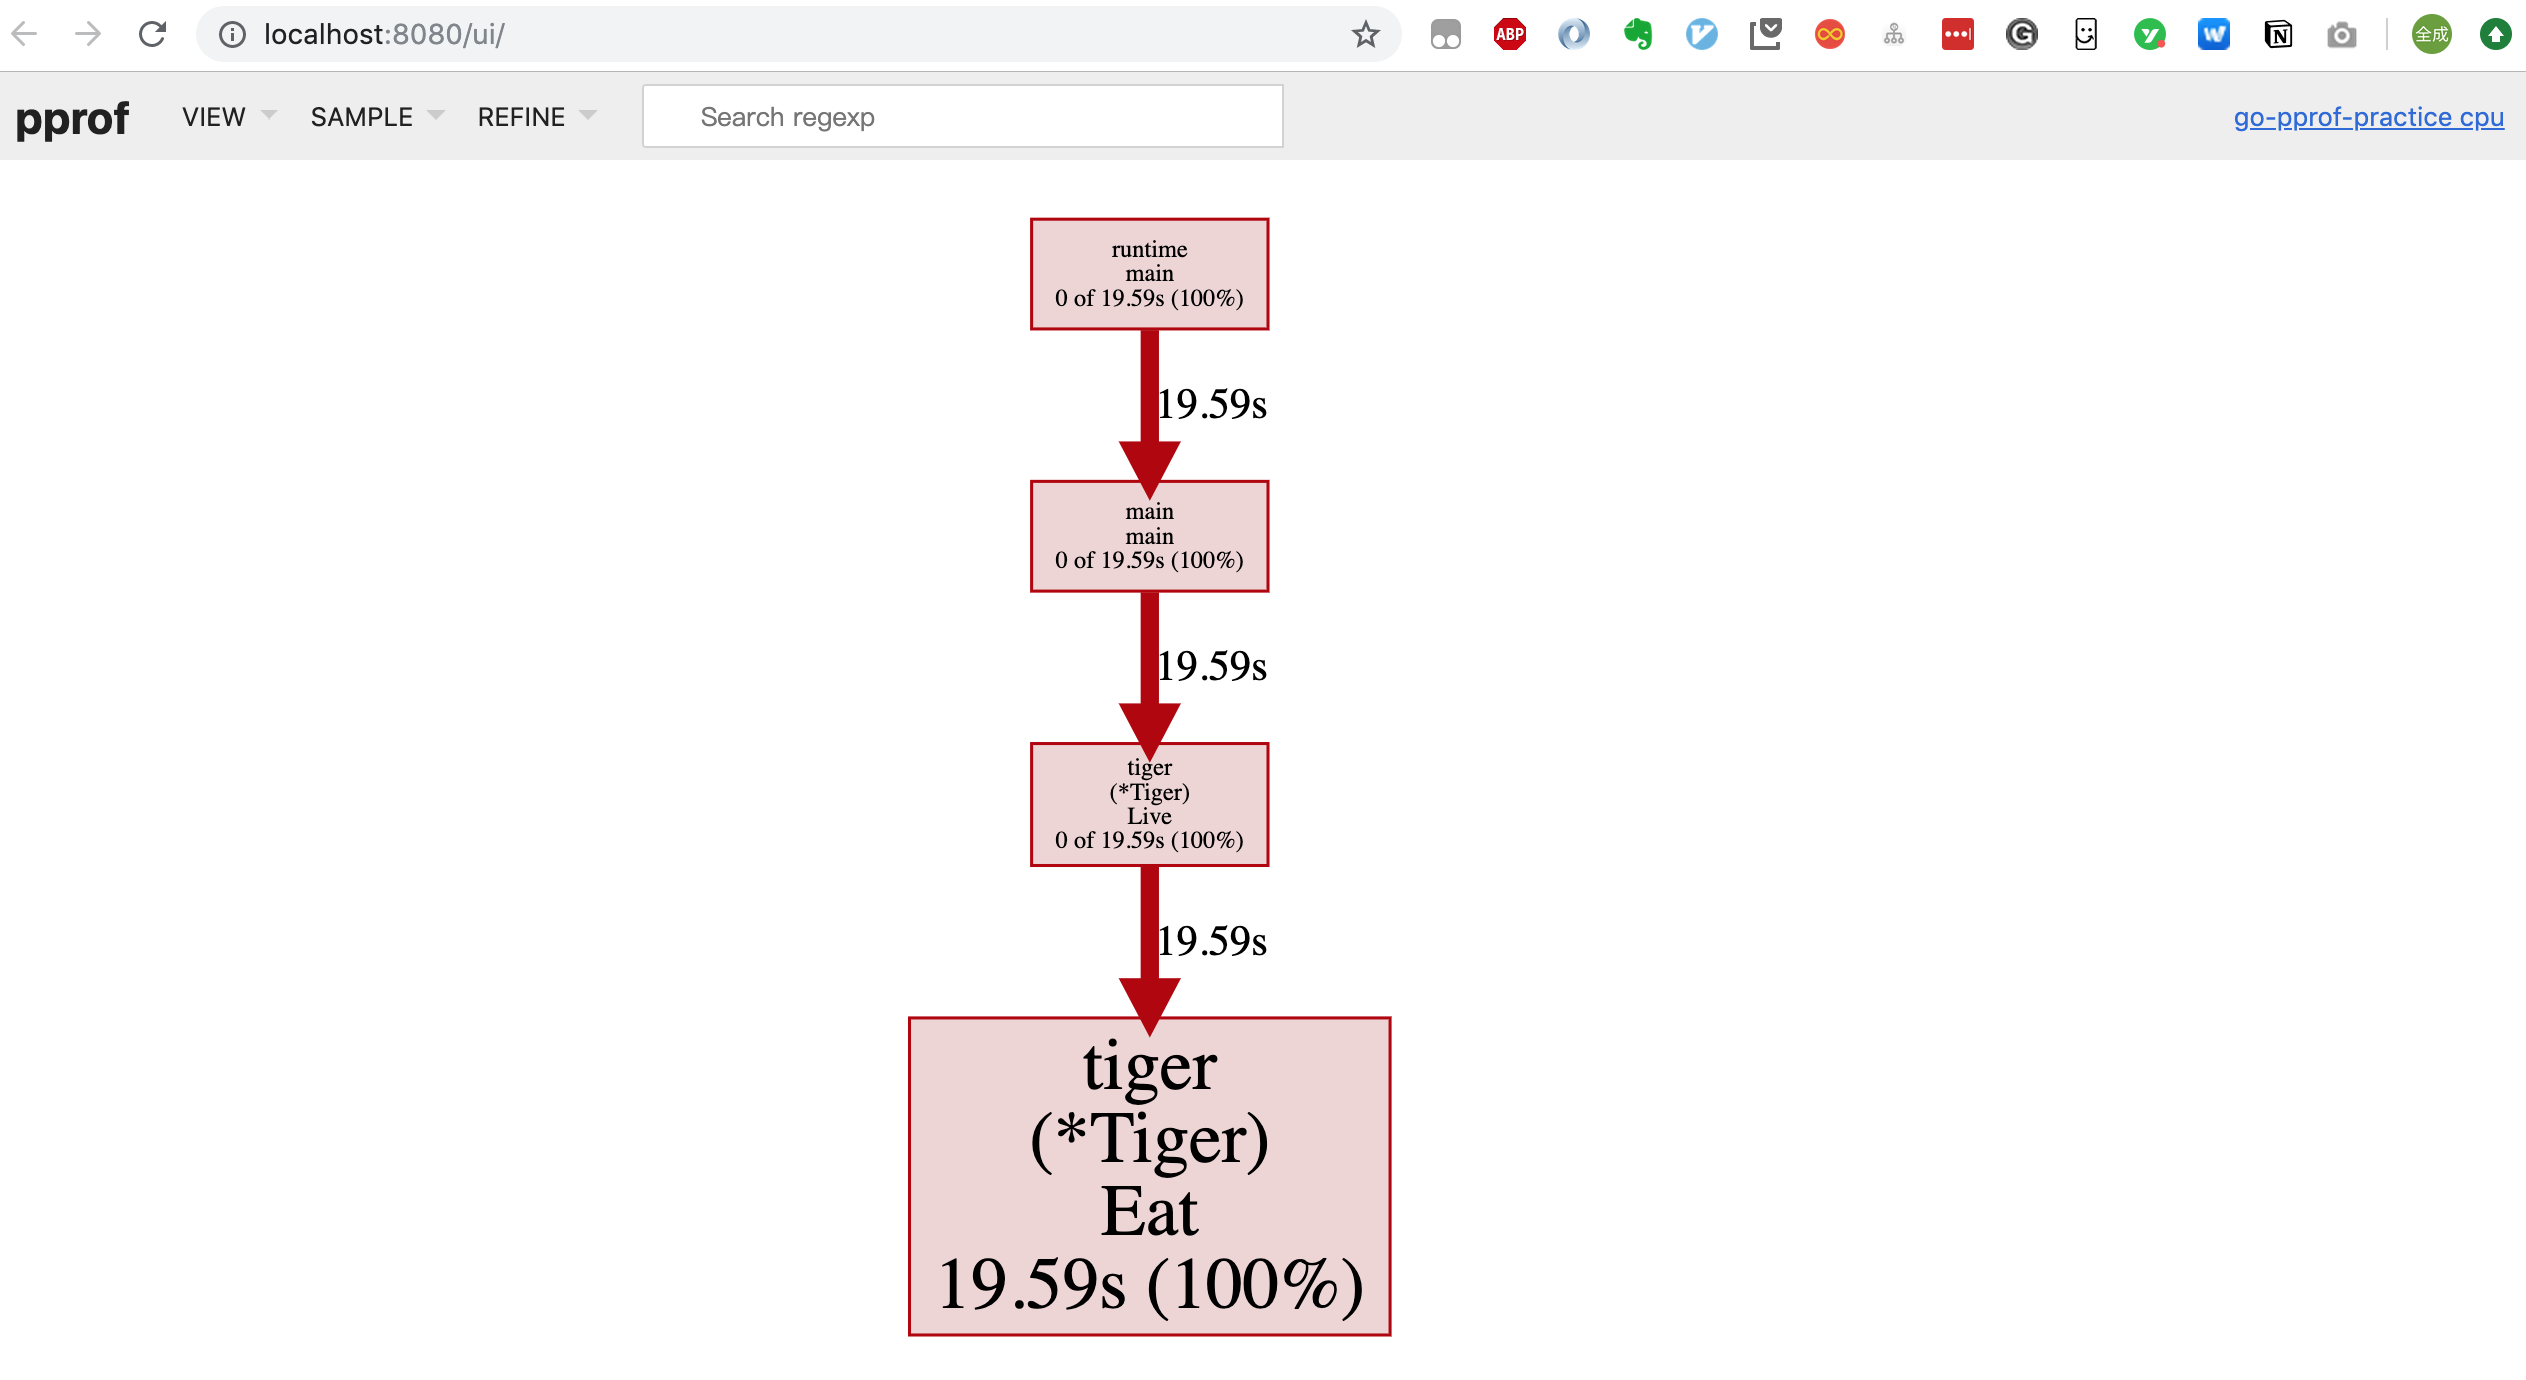 localhost:8080/ui/
ABP
G
N
全成
pprof
VIEW
SAMPLE
REFINE
Search regexp
go-pprof-practice cpu
runtime
main
0 of 19.59s (100%)
19.59s
main
main
0 of 19.59s (100%)
19.59s
tiger
(*Tiger)
Live
0 of 19.59s (100%)
19.59s
tiger
(*Tiger)
Eat
19.59s (100%)